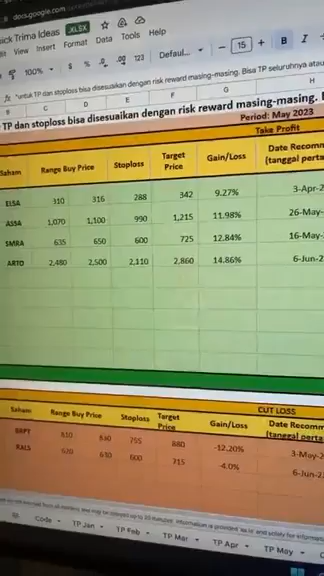 docs.google.com
ick Trima Ideas .XLSX
dit View Insert Format Data Tools Help
100% $ % .0 .00 123 Defaul... - 15 + B I
fx *untuk TP dan stoploss bisa disesuaikan dengan risk reward masing-masing. Bisa TP seluruhnya atau
B C D E F G H
TP dan stoploss bisa disesuaikan dengan risk reward masing-masing.
Period: May 2023
Take Profit
Saham Range Buy Price Stoploss Target Price Gain/Loss Date Recomm (tanggal perta
ELSA 310 316 288 342 9.27% 3-Apr-2
ASSA 1,070 1,100 990 1,215 11.98% 26-May-
SMRA 635 650 600 725 12.84% 16-May-
ARTO 2,480 2,500 2,110 2,860 14.86% 6-Jun-2
CUT LOSS
Saham Range Buy Price Stoploss Target Price Gain/Loss Date Recomm (tanggal perta
810 830 755 880 -12.20% 3-May-2
RALS 620 630 600 715 -4.0% 6-Jun-2
Code TP Jan TP Feb TP Mar TP Apr TP May